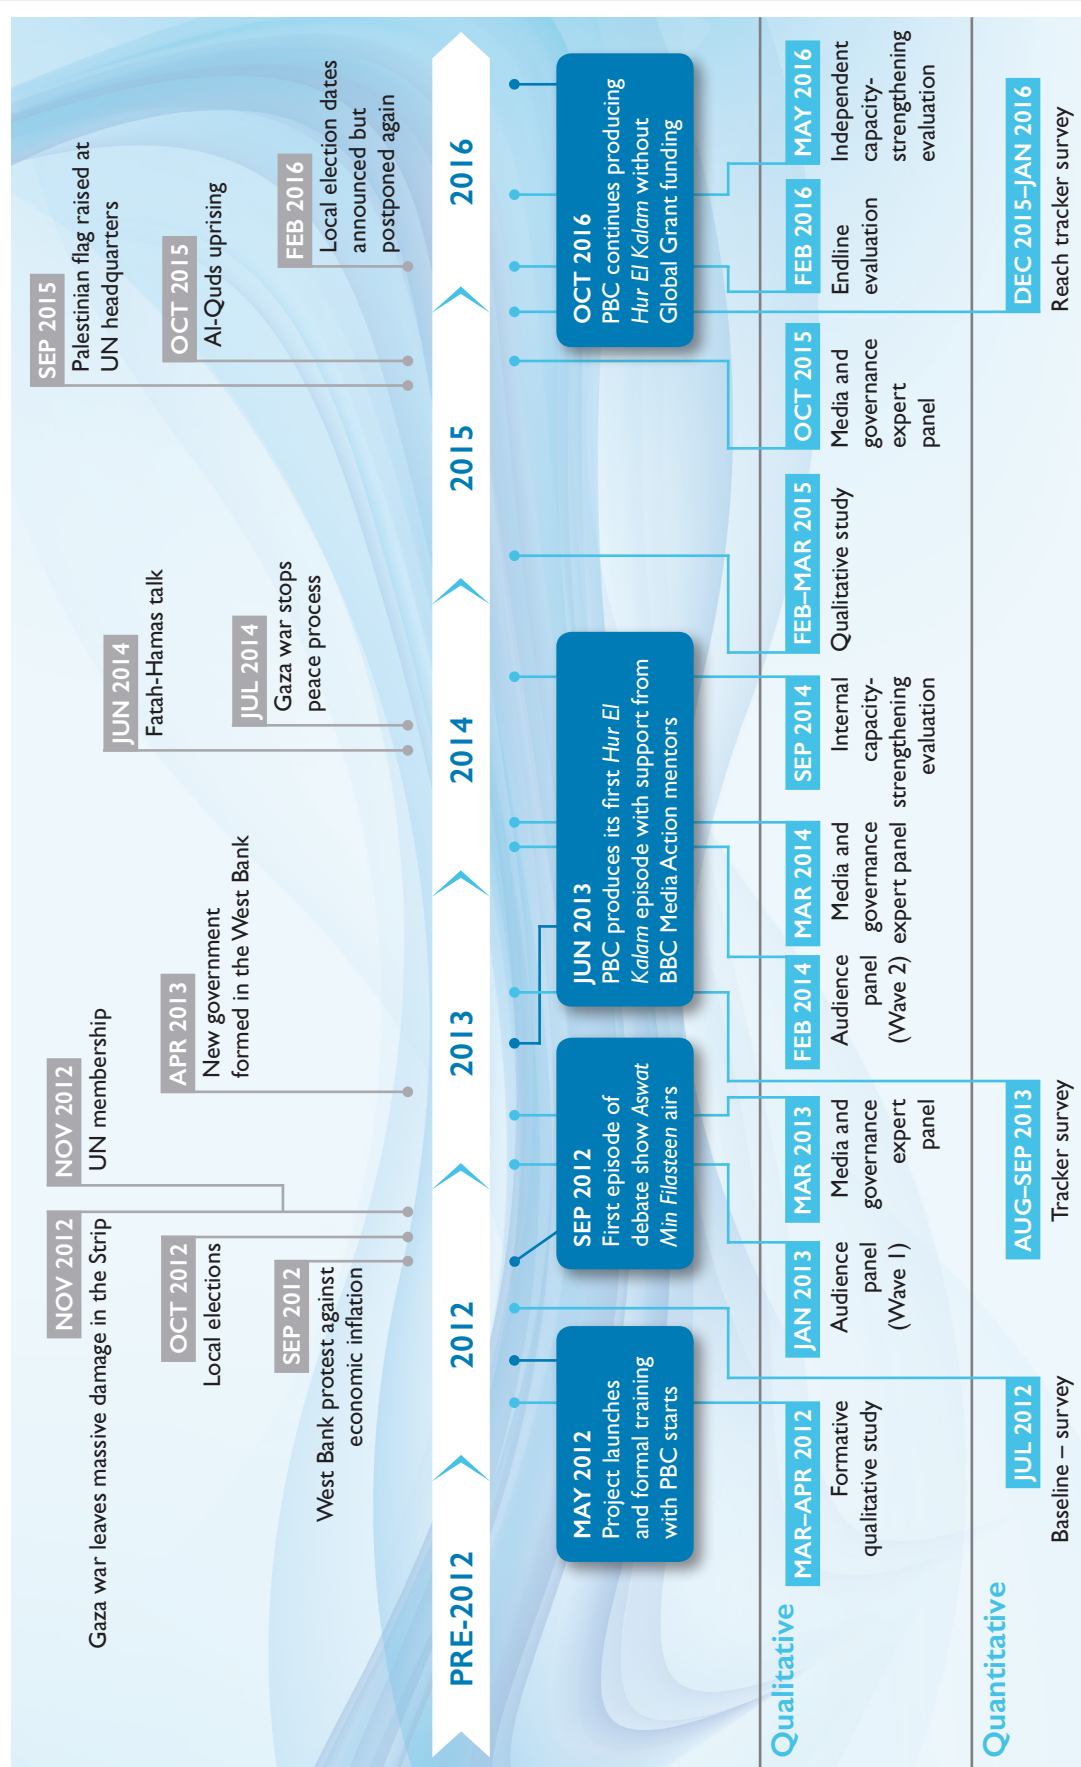 NOV 2012
Gaza war leaves massive damage in the Strip
NOV 2012
UN membership
OCT 2012
Local elections
SEP 2012
West Bank protest against
economic inflation
APR 2013
New government
formed in the West Bank
JUN 2014
Fatah-Hamas talk
JUL 2014
Gaza war stops
peace process
SEP 2015
Palestinian flag raised at
UN headquarters
OCT 2015
Al-Quds uprising
FEB 2016
Local election dates
announced but
postponed again
PRE-2012
2012
2013
2014
2015
2016
MAY 2012
Project launches
and formal training
with PBC starts
SEP 2012
First episode of
debate show Aswat
Min Filasteen airs
JUN 2013
PBC produces its first Hur El
Kalam episode with support from
BBC Media Action mentors
OCT 2016
PBC continues producing
Hur El Kalam without
Global Grant funding
Qualitative
MAR–APR 2012
Formative
qualitative study
JAN 2013
Audience
panel
(Wave 1)
MAR 2013
Media and
governance
expert
panel
FEB 2014
Audience
panel
(Wave 2)
MAR 2014
Media and
governance
expert panel
SEP 2014
Internal
capacity-
strengthening
evaluation
FEB–MAR 2015
Qualitative study
OCT 2015
Media and
governance
expert
panel
FEB 2016
Endline
evaluation
MAY 2016
Independent
capacity-
strengthening
evaluation
Quantitative
JUL 2012
Baseline – survey
AUG–SEP 2013
Tracker survey
DEC 2015–JAN 2016
Reach tracker survey